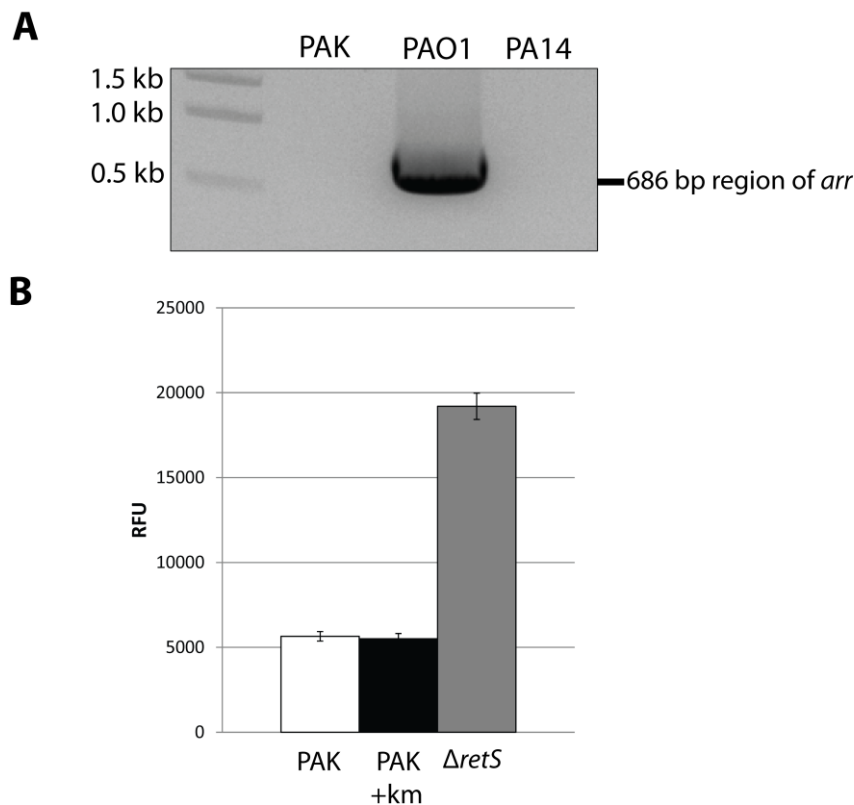 A
PAK PAO1 PA14
1.5 kb
1.0 kb
0.5 kb
686 bp region of arr
B
25000
20000
15000
10000
5000
0
RFU
PAK PAK ΔretS
+km